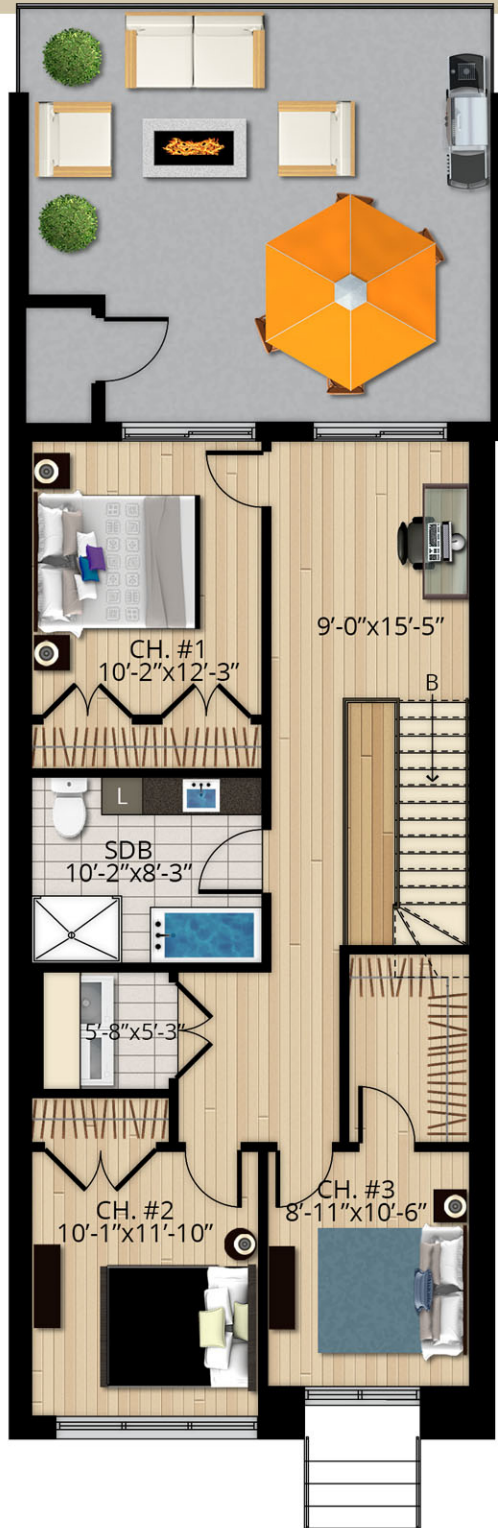 9'-0"x15'-5"
CH. #1
10'-2"x12'-3"
B
L
SDB
10'-2"x8'-3"
5'-8"x5'-3"
CH. #2
10'-1"x11'-10"
CH. #3
8'-11"x10'-6"